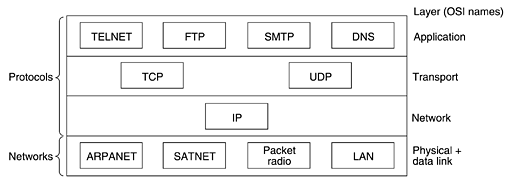 Layer (OSI names)
TELNET FTP SMTP DNS Application
Protocols TCP UDP Transport
IP Network
Networks ARPANET SATNET Packet radio LAN Physical + data link